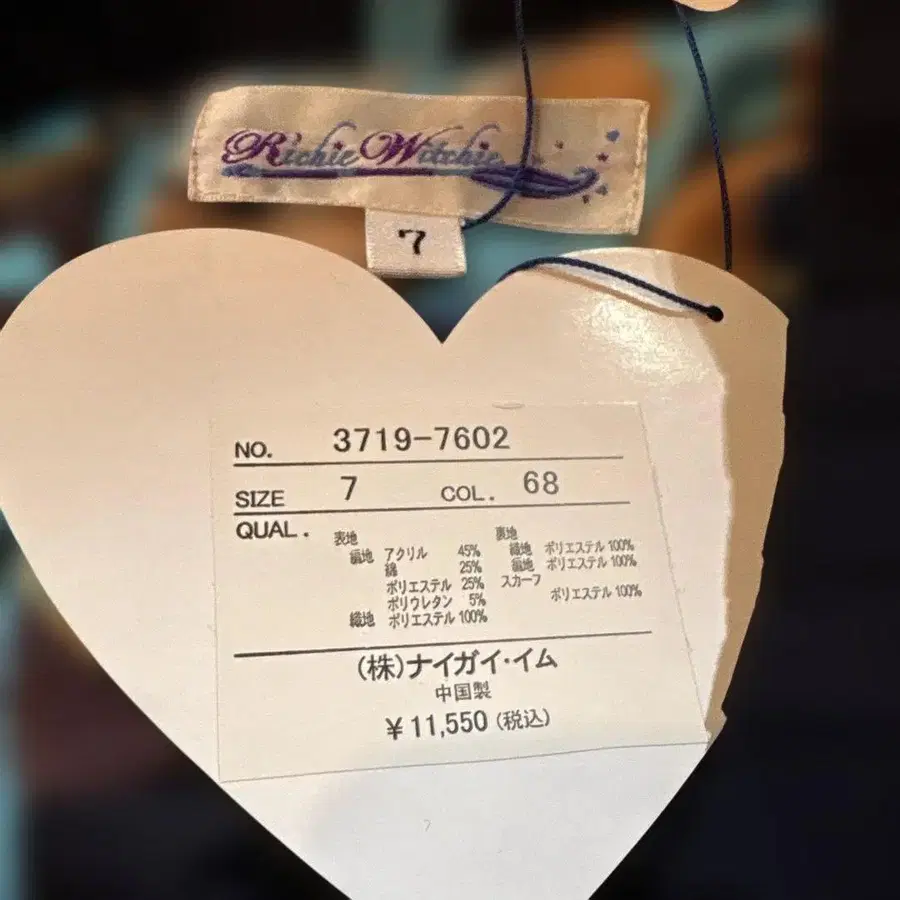 Richie Witchie
7
NO. 3719-7602
SIZE 7 COL. 68
QUAL.
表地
編地 アクリル 45%
綿 25%
ポリエステル 25%
ポリウレタン 5%
織地 ポリエステル 100%
裏地
織地 ポリエステル 100%
編地 ポリエステル 100%
スカーフ
ポリエステル 100%
(株)ナイガイ・イム
中国製
¥11,550 (税込)